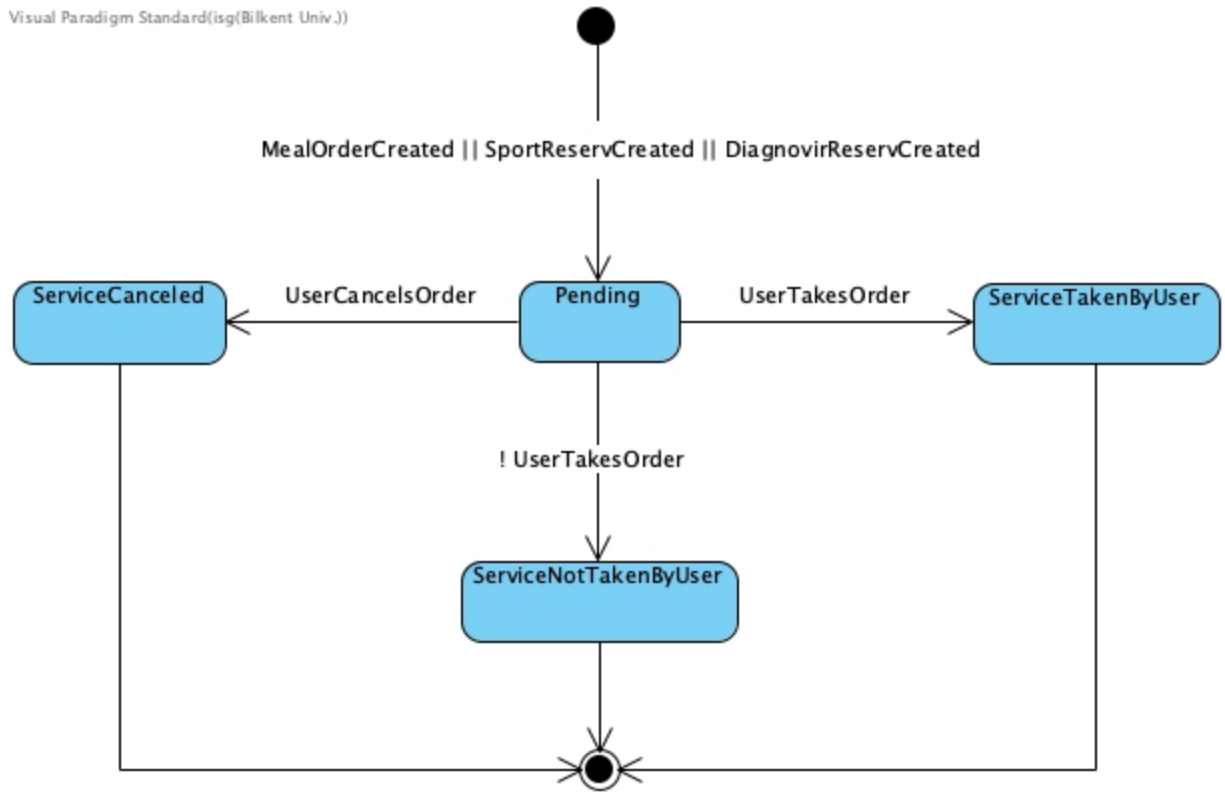 Visual Paradigm Standard(isg(Bilkent Univ.))
MealOrderCreated || SportReservCreated || DiagnovirReservCreated
ServiceCanceled
UserCancelsOrder
Pending
UserTakesOrder
ServiceTakenByUser
! UserTakesOrder
ServiceNotTakenByUser